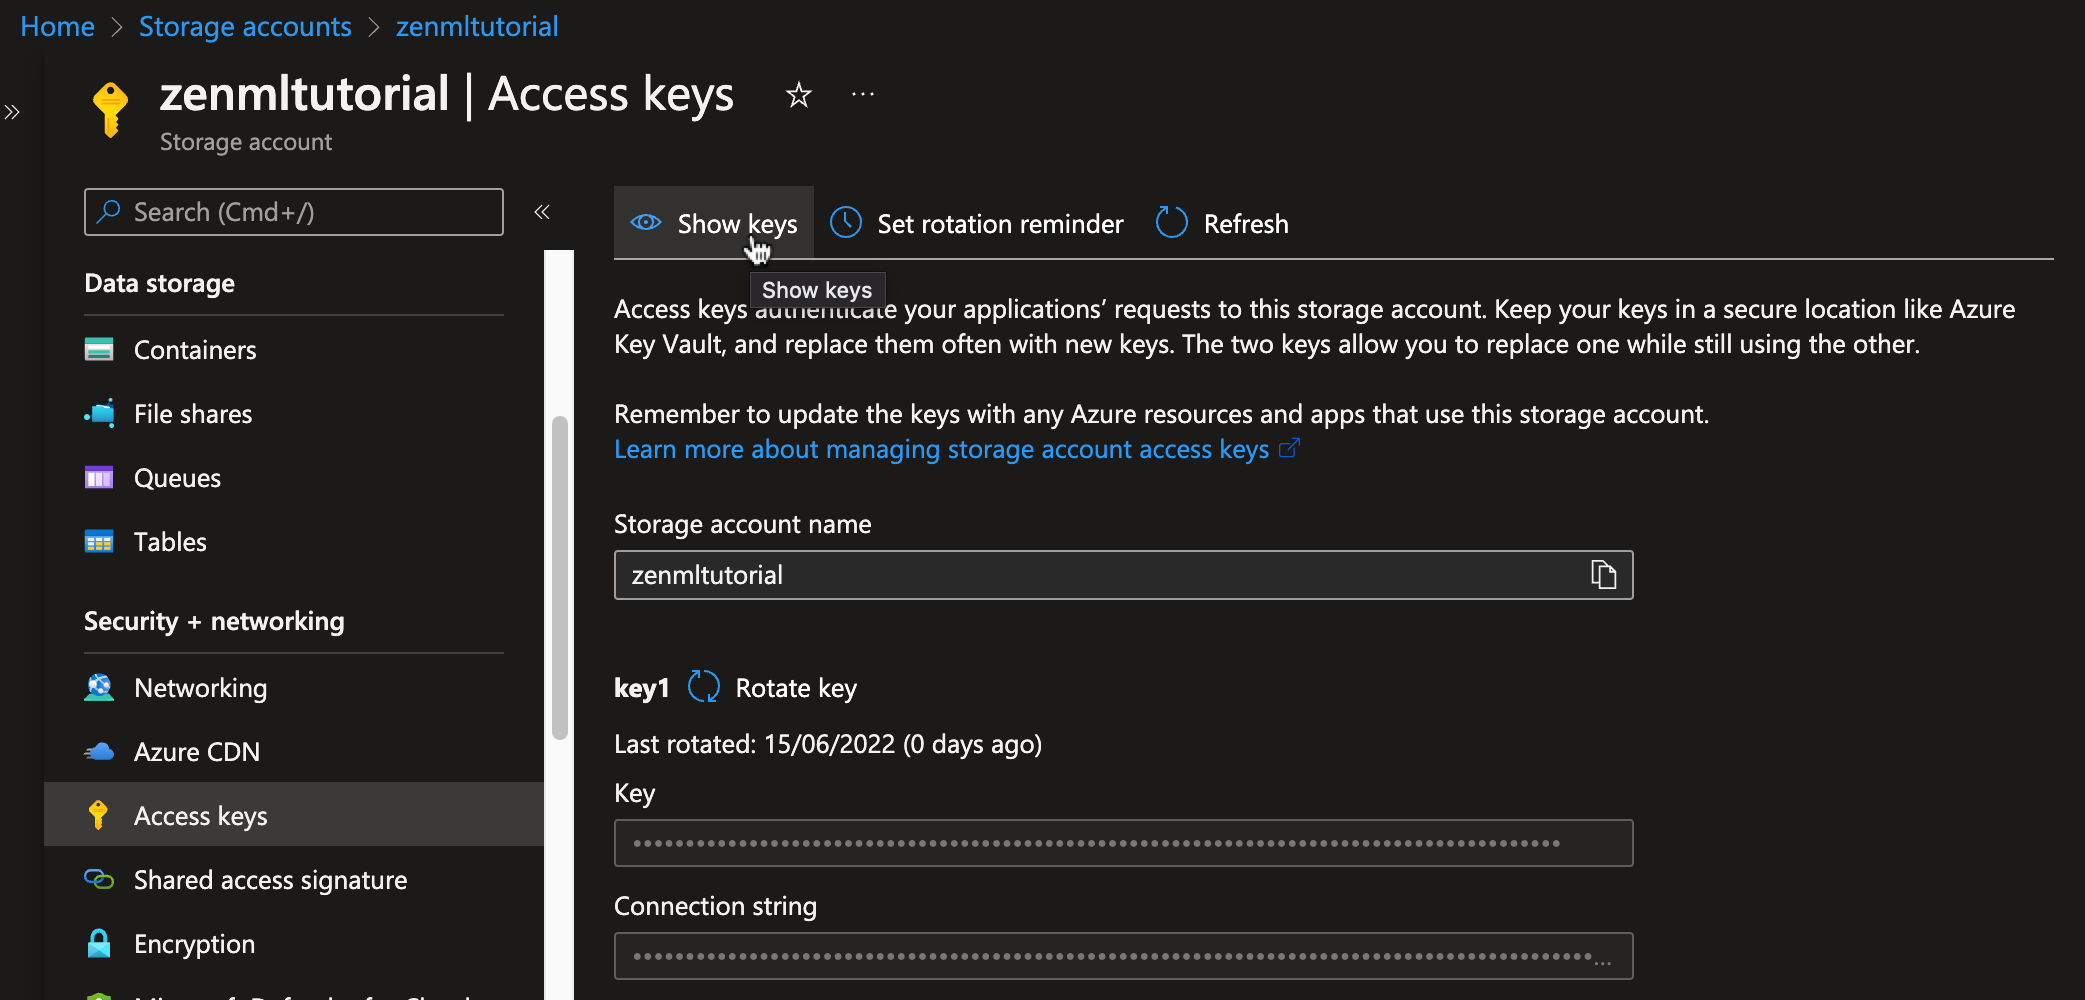 Home > Storage accounts > zenmltutorial
zenmltutorial | Access keys
Storage account
Search (Cmd+/)
Data storage
Containers
File shares
Queues
Tables
Security + networking
Networking
Azure CDN
Access keys
Shared access signature
Encryption
Show keys
Set rotation reminder
Refresh
Show keys
Access keys authenticate your applications’ requests to this storage account. Keep your keys in a secure location like Azure
Key Vault, and replace them often with new keys. The two keys allow you to replace one while still using the other.
Remember to update the keys with any Azure resources and apps that use this storage account.
Learn more about managing storage account access keys
Storage account name
zenmltutorial
key1
Rotate key
Last rotated: 15/06/2022 (0 days ago)
Key
Connection string